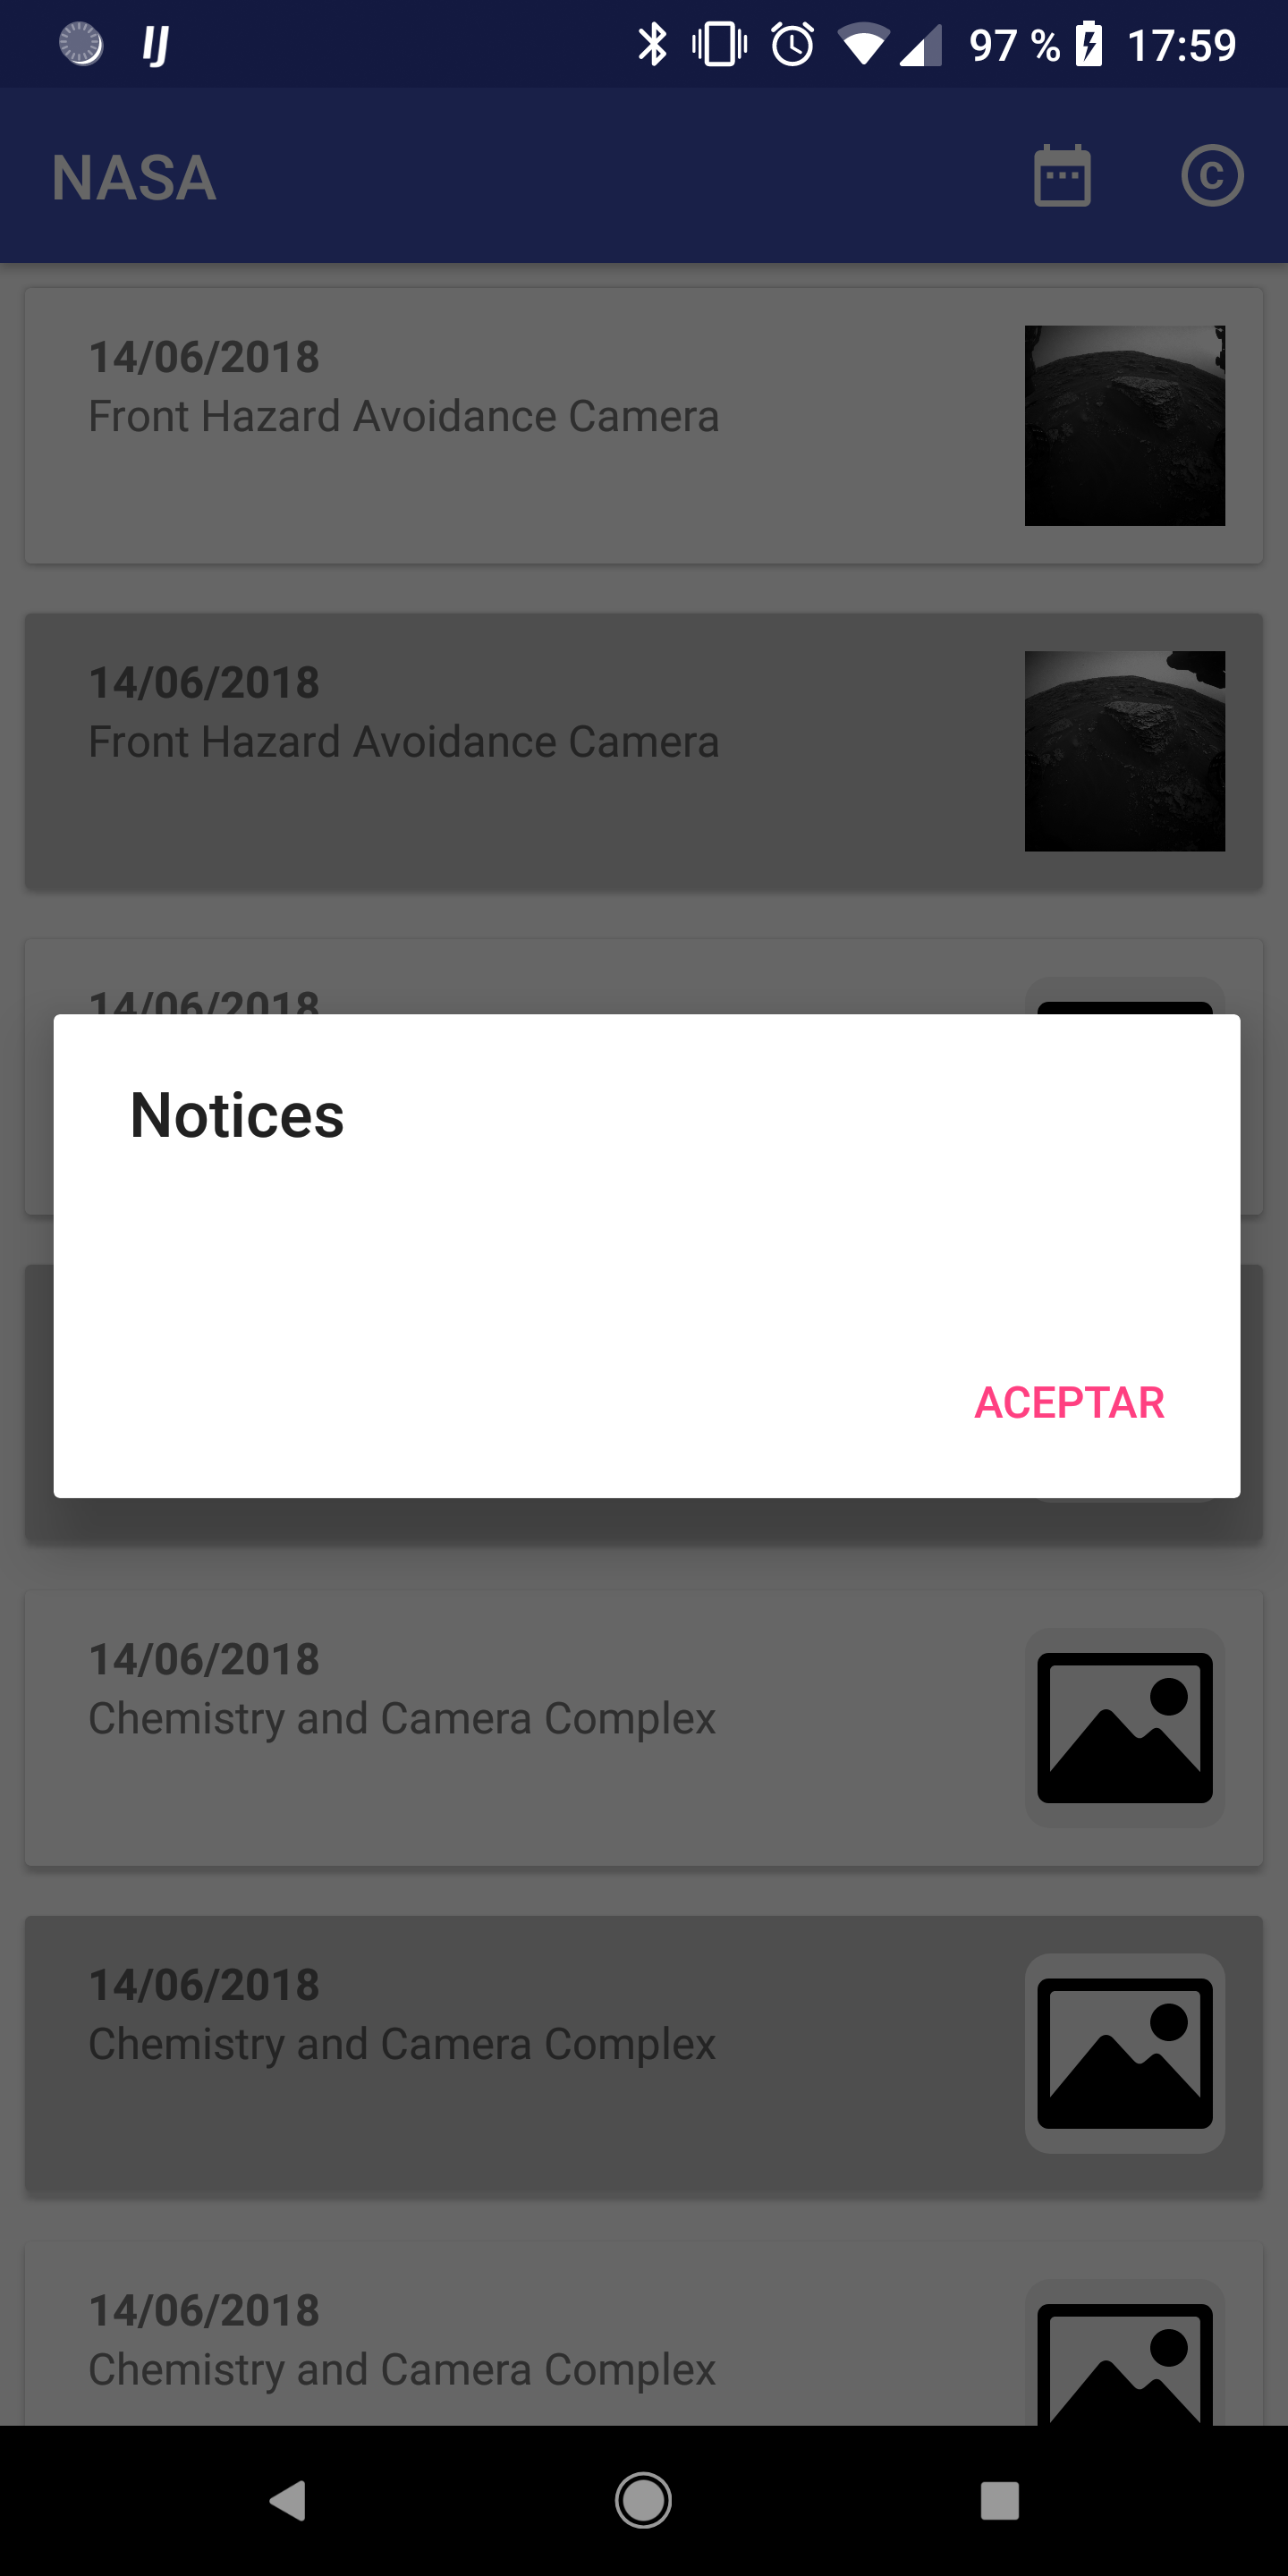 IJ 97 % 17:59
NASA
14/06/2018
Front Hazard Avoidance Camera
14/06/2018
Front Hazard Avoidance Camera
14/06/2018
Notices
ACEPTAR
14/06/2018
Chemistry and Camera Complex
14/06/2018
Chemistry and Camera Complex
14/06/2018
Chemistry and Camera Complex